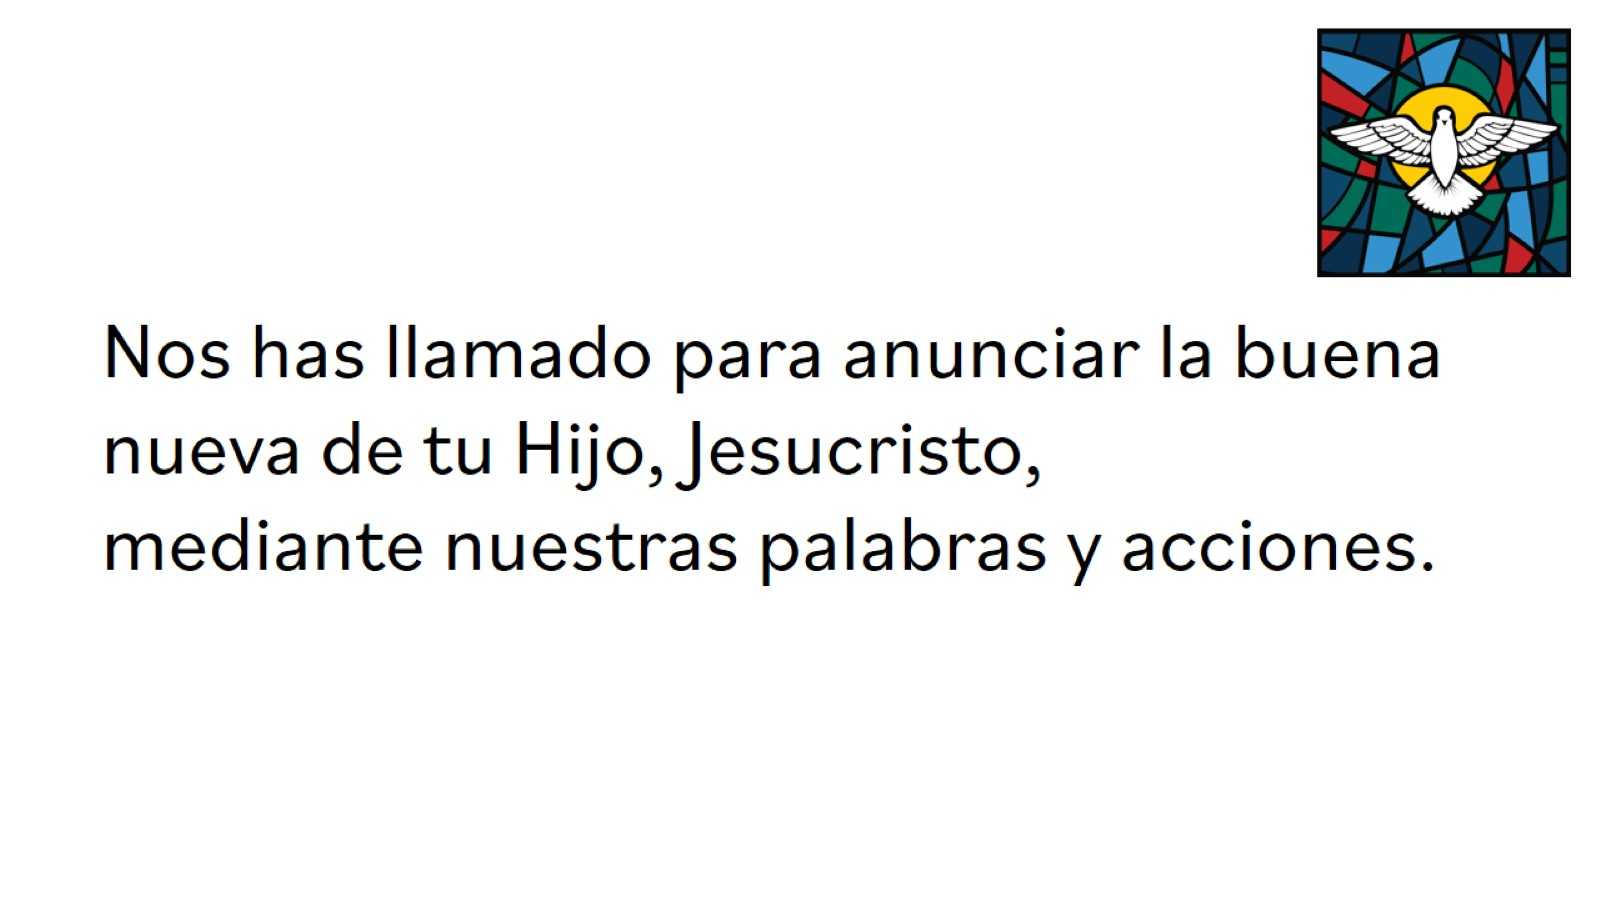 Nos has llamado para anunciar la buena
nueva de tu Hijo, Jesucristo,
mediante nuestras palabras y acciones.